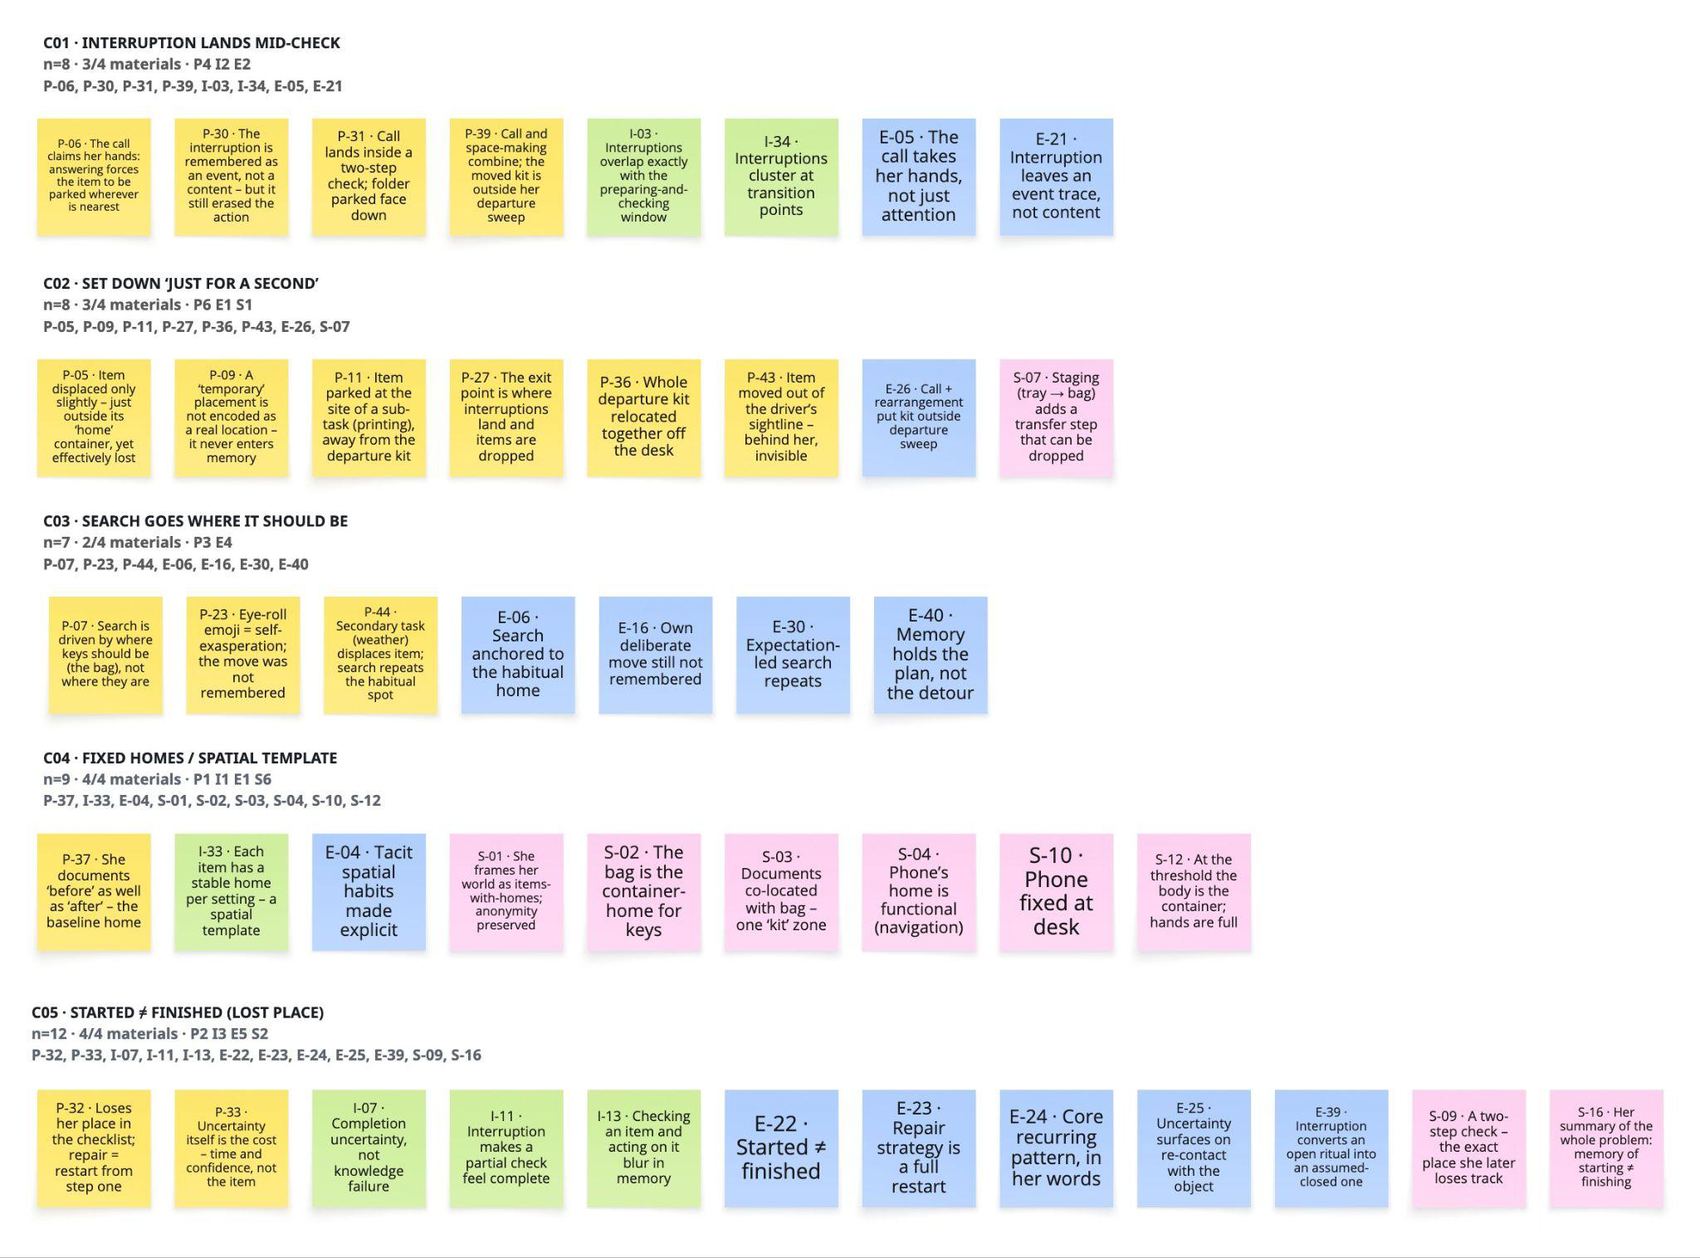 C01 · INTERRUPTION LANDS MID-CHECK
n=8 · 3/4 materials · P4 I2 E2
P-06, P-30, P-31, P-39, I-03, I-34, E-05, E-21
P-06 · The call
claims her hands:
answering forces
the item to be
parked wherever
is nearest
P-30 · The
interruption is
remembered as
an event, not a
content – but it
still erased the
action
P-31 · Call
lands inside a
two-step
check; folder
parked face
down
P-39 · Call and
space-making
combine; the
moved kit is
outside her
departure
sweep
I-03 ·
Interruptions
overlap exactly
with the
preparing-and-
checking
window
I-34 ·
Interruptions
cluster at
transition
points
E-05 · The
call takes
her hands,
not just
attention
E-21 ·
Interruption
leaves an
event trace,
not content
C02 · SET DOWN ‘JUST FOR A SECOND’
n=8 · 3/4 materials · P6 E1 S1
P-05, P-09, P-11, P-27, P-36, P-43, E-26, S-07
P-05 · Item
displaced only
slightly – just
outside its
‘home’
container, yet
effectively lost
P-09 · A
‘temporary’
placement is
not encoded as
a real location –
it never enters
memory
P-11 · Item
parked at the
site of a sub-
task (printing),
away from the
departure kit
P-27 · The exit
point is where
interruptions
land and
items are
dropped
P-36 · Whole
departure kit
relocated
together off
the desk
P-43 · Item
moved out of
the driver’s
sightline –
behind her,
invisible
E-26 · Call +
rearrangement
put kit outside
departure
sweep
S-07 · Staging
(tray → bag)
adds a
transfer step
that can be
dropped
C03 · SEARCH GOES WHERE IT SHOULD BE
n=7 · 2/4 materials · P3 E4
P-07, P-23, P-44, E-06, E-16, E-30, E-40
P-07 · Search is
driven by where
keys should be
(the bag), not
where they are
P-23 · Eye-roll
emoji = self-
exasperation;
the move was
not
remembered
P-44 ·
Secondary task
(weather)
displaces item;
search repeats
the habitual
spot
E-06 ·
Search
anchored to
the habitual
home
E-16 · Own
deliberate
move still not
remembered
E-30 ·
Expectation-
led search
repeats
E-40 ·
Memory
holds the
plan, not
the detour
C04 · FIXED HOMES / SPATIAL TEMPLATE
n=9 · 4/4 materials · P1 I1 E1 S6
P-37, I-33, E-04, S-01, S-02, S-03, S-04, S-10, S-12
P-37 · She
documents
‘before’ as well
as ‘after’ – the
baseline home
I-33 · Each
item has a
stable home
per setting – a
spatial
template
E-04 · Tacit
spatial
habits
made
explicit
S-01 · She
frames her
world as items-
with-homes;
anonymity
preserved
S-02 · The
bag is the
container-
home for
keys
S-03 ·
Documents
co-located
with bag –
one ‘kit’ zone
S-04 ·
Phone’s
home is
functional
(navigation)
S-10 ·
Phone
fixed at
desk
S-12 · At the
threshold the
body is the
container;
hands are full
C05 · STARTED ≠ FINISHED (LOST PLACE)
n=12 · 4/4 materials · P2 I3 E5 S2
P-32, P-33, I-07, I-11, I-13, E-22, E-23, E-24, E-25, E-39, S-09, S-16
P-32 · Loses
her place in
the checklist;
repair =
restart from
step one
P-33 ·
Uncertainty
itself is the cost
– time and
confidence, not
the item
I-07 ·
Completion
uncertainty,
not
knowledge
failure
I-11 ·
Interruption
makes a
partial check
feel complete
I-13 · Checking
an item and
acting on it
blur in
memory
E-22 ·
Started ≠
finished
E-23 ·
Repair
strategy is
a full
restart
E-24 · Core
recurring
pattern, in
her words
E-25 ·
Uncertainty
surfaces on
re-contact
with the
object
E-39 ·
Interruption
converts an
open ritual into
an assumed-
closed one
S-09 · A two-
step check –
the exact
place she later
loses track
S-16 · Her
summary of the
whole problem:
memory of
starting ≠
finishing